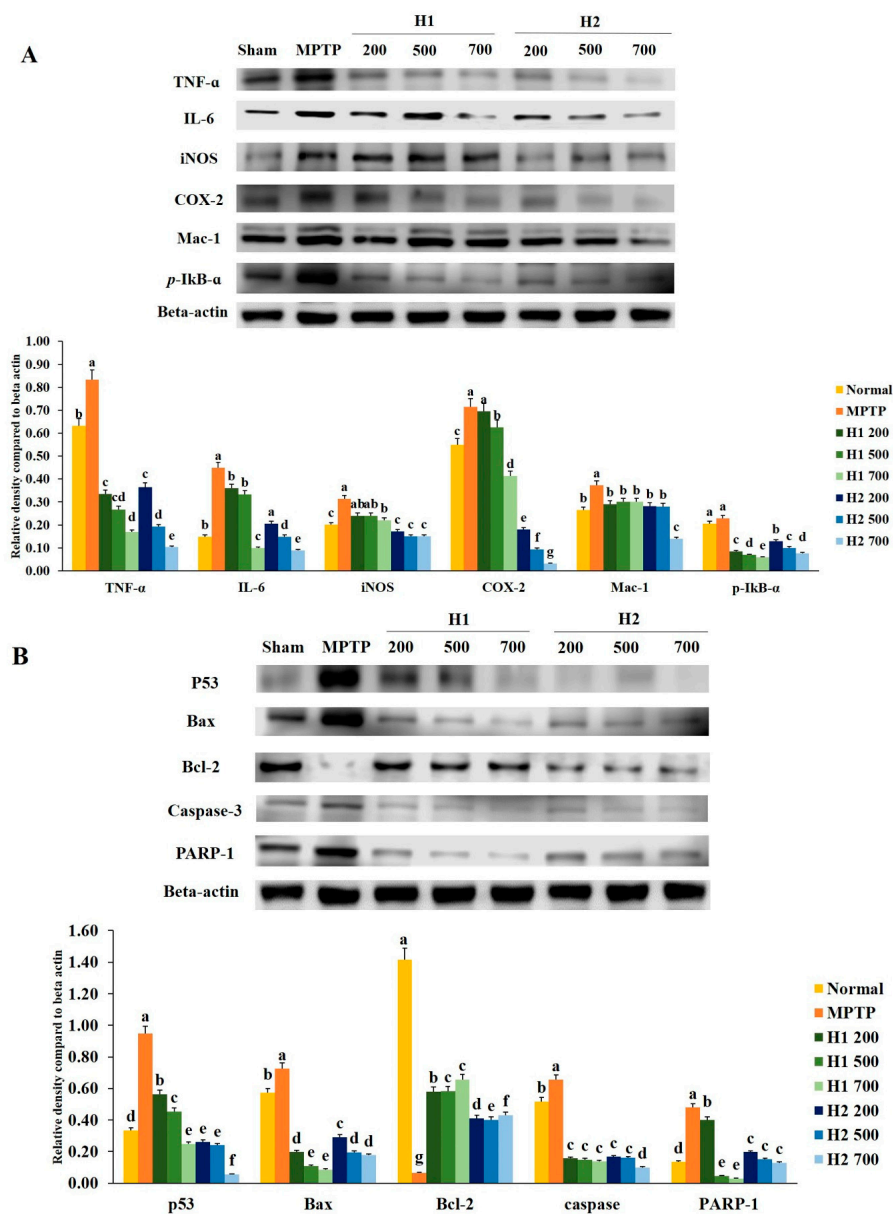 A
H1 H2
Sham MPTP 200 500 700 200 500 700
TNF-α
IL-6
iNOS
COX-2
Mac-1
p-IkB-α
Beta-actin
Relative density compared to beta actin
1.00
0.90
0.80
0.70
0.60
0.50
0.40
0.30
0.20
0.10
0.00
b a c cd d c d e
b a b b c a d e
c a ab ab b c c c
c a a b d e f g
b a b b b b b c
a a c d e b c d
TNF-α IL-6 iNOS COX-2 Mac-1 p-IkB-α
Normal
MPTP
H1 200
H1 500
H1 700
H2 200
H2 500
H2 700
B
H1 H2
Sham MPTP 200 500 700 200 500 700
P53
Bax
Bcl-2
Caspase-3
PARP-1
Beta-actin
Relative density compard to beta actin
1.60
1.40
1.20
1.0
0.80
0.60
0.40
0.20
0.00
d a b c e e e f
b a d e e c d d
a g b c c d e f
b a c c c c c d
d a b e e c c c
p53 Bax Bcl-2 caspase PARP-1
Normal
MPTP
H1 200
H1 500
H1 700
H2 200
H2 500
H2 700